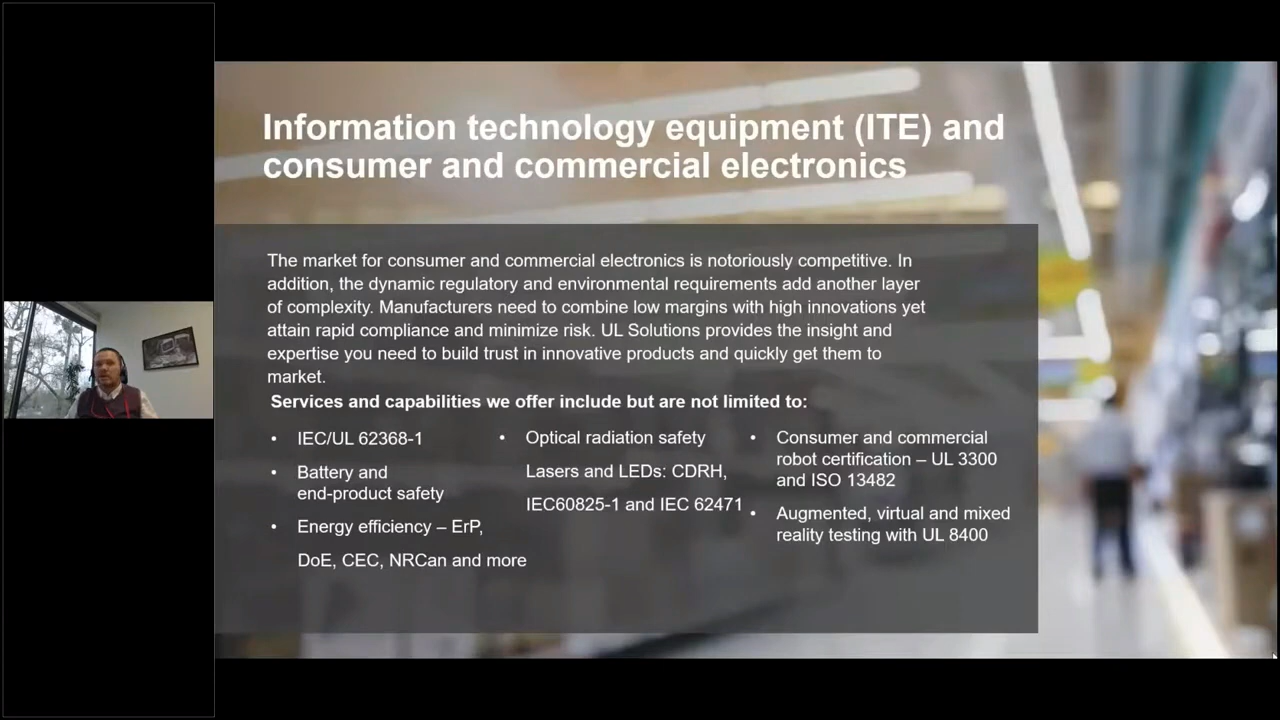 Information technology equipment (ITE) and
consumer and commercial electronics
The market for consumer and commercial electronics is notoriously competitive. In
addition, the dynamic regulatory and environmental requirements add another layer
of complexity. Manufacturers need to combine low margins with high innovations yet
attain rapid compliance and minimize risk. UL Solutions provides the insight and
expertise you need to build trust in innovative products and quickly get them to
market.
Services and capabilities we offer include but are not limited to:
• IEC/UL 62368-1
• Battery and
end-product safety
• Energy efficiency – ErP,
DoE, CEC, NRCan and more
• Optical radiation safety
Lasers and LEDs: CDRH,
IEC60825-1 and IEC 62471
• Consumer and commercial
robot certification – UL 3300
and ISO 13482
• Augmented, virtual and mixed
reality testing with UL 8400